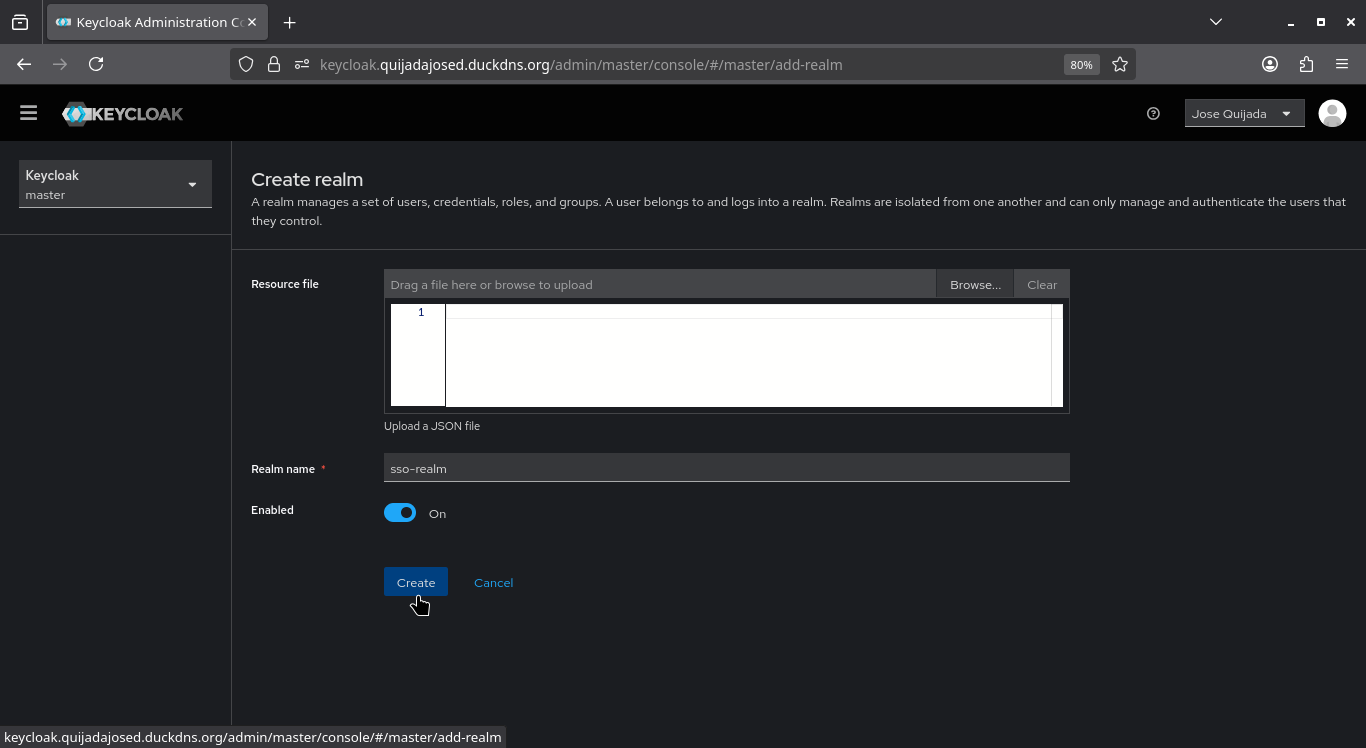 Keycloak Administration Co
keycloak.quijadajosed.duckdns.org/admin/master/console/#/master/add-realm
80%
KEYCLOAK
Jose Quijada
Keycloak
master
Create realm
A realm manages a set of users, credentials, roles, and groups. A user belongs to and logs into a realm. Realms are isolated from one another and can only manage and authenticate the users that
they control.
Resource file
Drag a file here or browse to upload
Browse...
Clear
1
Upload a JSON file
Realm name *
sso-realm
Enabled
On
Create
Cancel
keycloak.quijadajosed.duckdns.org/admin/master/console/#/master/add-realm